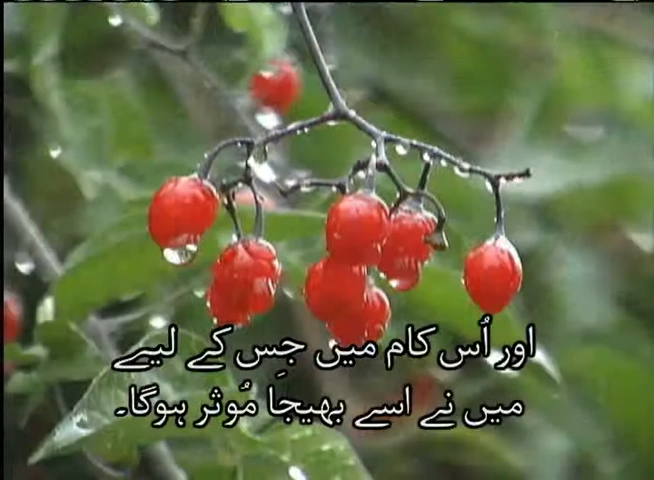 اور اُس کام میں جِس کے لیے
میں نے اسے بھیجا مُوثر ہوگا۔